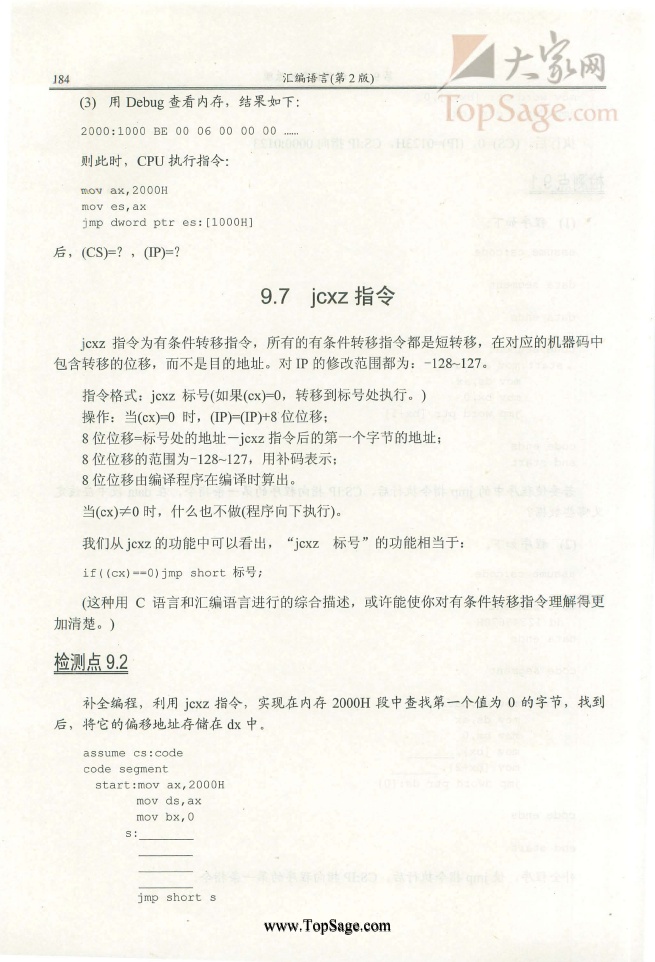 184
汇编语言(第 2 版)
大家网
TopSage.com
(3) 用 Debug 查看内存，结果如下：
2000:1000 BE 00 06 00 00 00 ……
则此时，CPU 执行指令：
mov ax,2000H
mov es,ax
jmp dword ptr es:[1000H]
后，(CS)=?，(IP)=?
9.7 jcxz 指令
jcxz 指令为有条件转移指令，所有的有条件转移指令都是短转移，在对应的机器码中
包含转移的位移，而不是目的地址。对 IP 的修改范围都为：-128~127。
指令格式：jcxz 标号(如果(cx)=0，转移到标号处执行。)
操作：当(cx)=0 时，(IP)=(IP)+8 位位移；
8 位位移=标号处的地址－jcxz 指令后的第一个字节的地址；
8 位位移的范围为-128~127，用补码表示；
8 位位移由编译程序在编译时算出。
当(cx)≠0 时，什么也不做(程序向下执行)。
我们从 jcxz 的功能中可以看出，“jcxz 标号”的功能相当于：
if((cx)==0)jmp short 标号;
(这种用 C 语言和汇编语言进行的综合描述，或许能使你对有条件转移指令理解得更
加清楚。)
检测点 9.2
补全编程，利用 jcxz 指令，实现在内存 2000H 段中查找第一个值为 0 的字节，找到
后，将它的偏移地址存储在 dx 中。
assume cs:code
code segment
start:mov ax,2000H
mov ds,ax
mov bx,0
s:________
________
________
________
jmp short s
www.TopSage.com